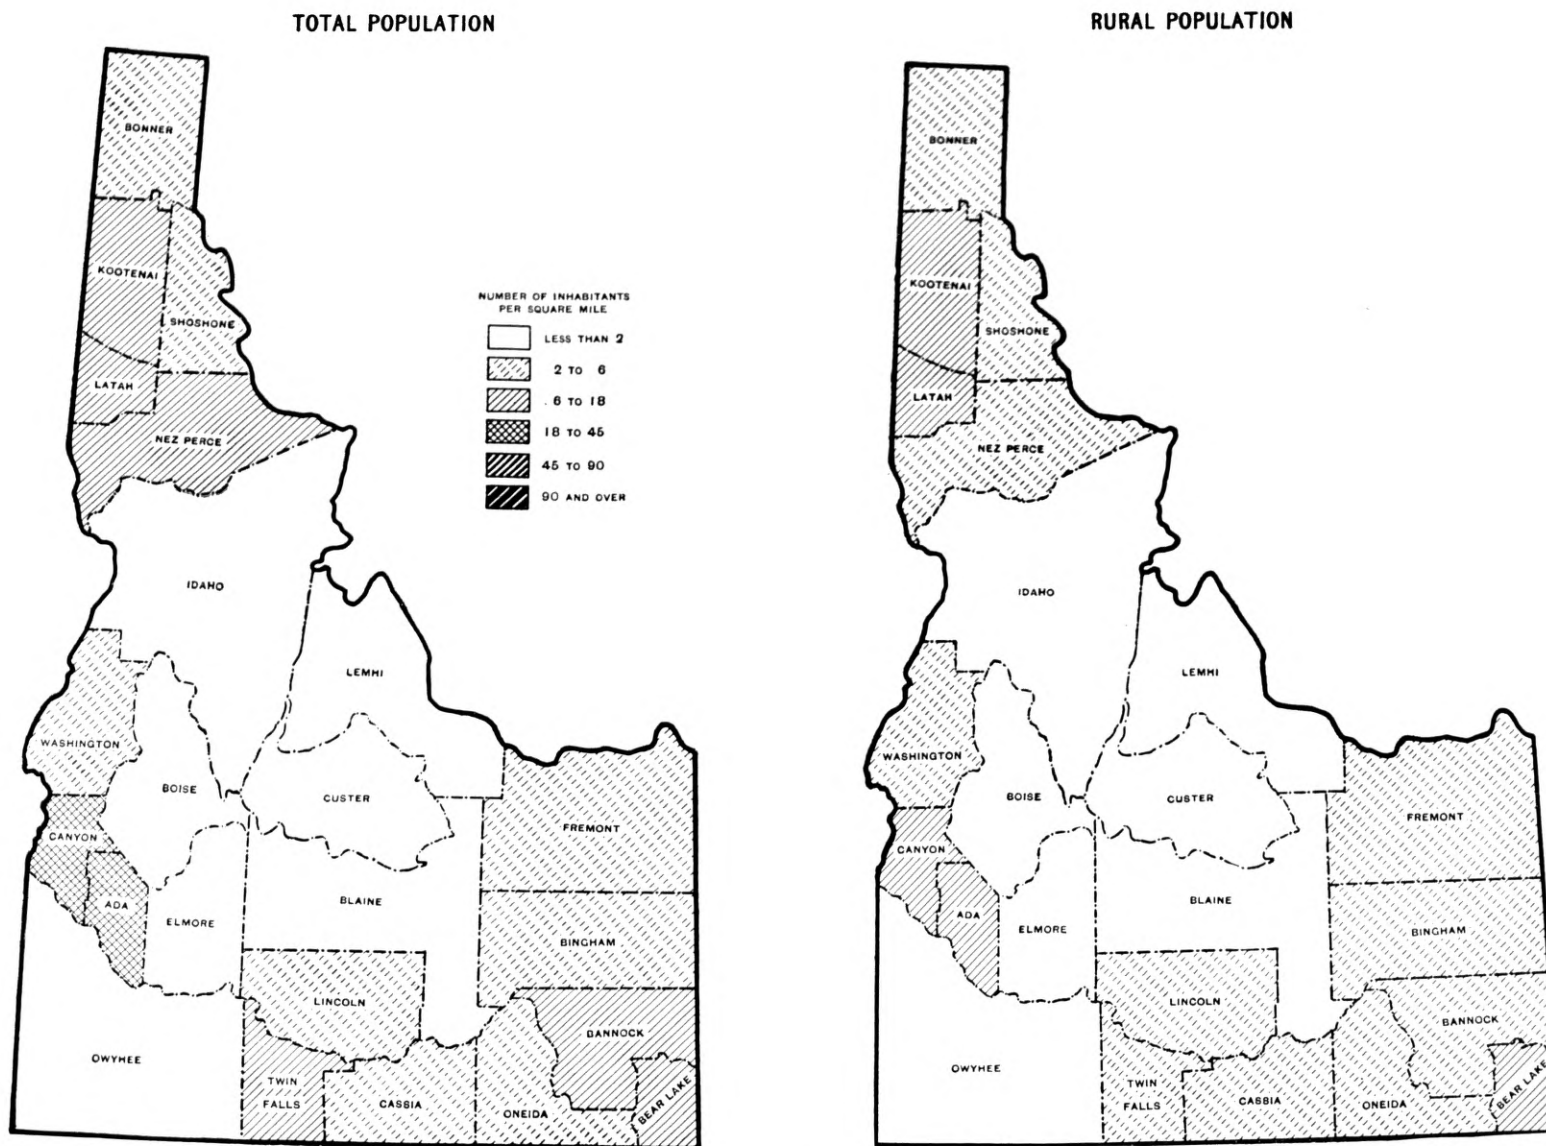 TOTAL POPULATION
BONNER
KOOTENAI
SHOSHONE
LATAH
NEZ PERCE
IDAHO
LEMHI
WASHINGTON
BOISE
CUSTER
CANYON
FREMONT
ADA
BLAINE
ELMORE
BINGHAM
LINCOLN
BANNOCK
OWYHEE
TWIN
FALLS
CASSIA
ONEIDA
BEAR LAKE
NUMBER OF INHABITANTS
PER SQUARE MILE
LESS THAN 2
2 TO 6
6 TO 18
18 TO 45
45 TO 90
90 AND OVER
RURAL POPULATION
BONNER
KOOTENAI
SHOSHONE
LATAH
NEZ PERCE
IDAHO
LEMHI
WASHINGTON
BOISE
CUSTER
FREMONT
CANYON
BLAINE
ADA
ELMORE
BINGHAM
LINCOLN
BANNOCK
OWYHEE
TWIN
FALLS
CASSIA
ONEIDA
BEAR LAKE